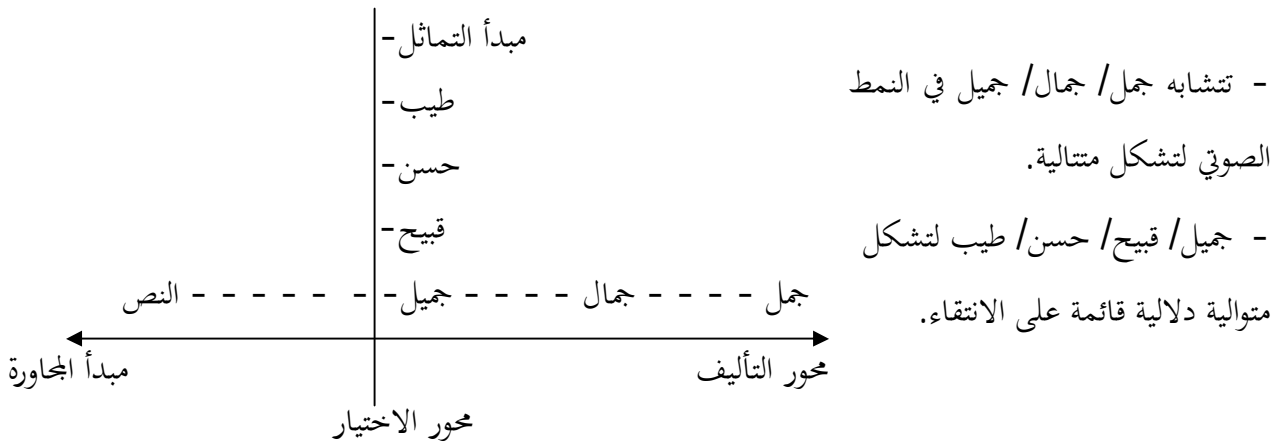 مبدأ التماثل-
- تتشابه جمل/ جمال/ جميل في النمط
الصوتي لتشكل متتالية.
طيب-
حسن-
قبيح-
- جميل/ قبيح/ حسن/ طيب لتشكل
متوالية دلالية قائمة على الانتقاء.
جمل - - - - جمال - - - - جميل- - - - - - - - النص
محور التأليف
مبدأ المجاورة
محور الاختيار